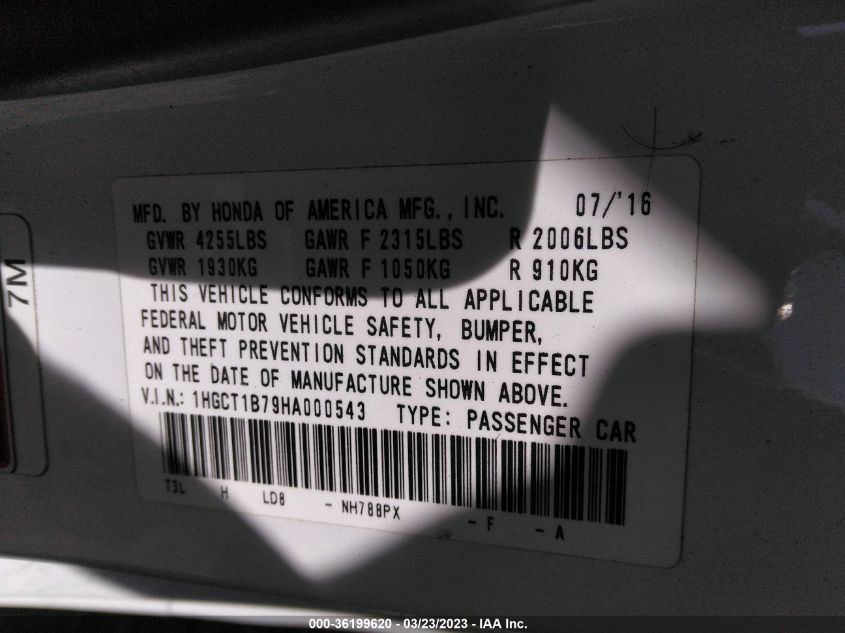 MFD. BY HONDA OF AMERICA MFG., INC. 07/'16
GVWR 4255LBS GAWR F 2315LBS R 2006LBS
GVWR 1930KG GAWR F 1050KG R 910KG
THIS VEHICLE CONFORMS TO ALL APPLICABLE
FEDERAL MOTOR VEHICLE SAFETY, BUMPER,
AND THEFT PREVENTION STANDARDS IN EFFECT
ON THE DATE OF MANUFACTURE SHOWN ABOVE.
V.I.N.: 1HGCT1B79HA000543 TYPE: PASSENGER CAR
T3L H LD8 - NH788PX - F - A
7M
000-36199620 - 03/23/2023 - IAA Inc.